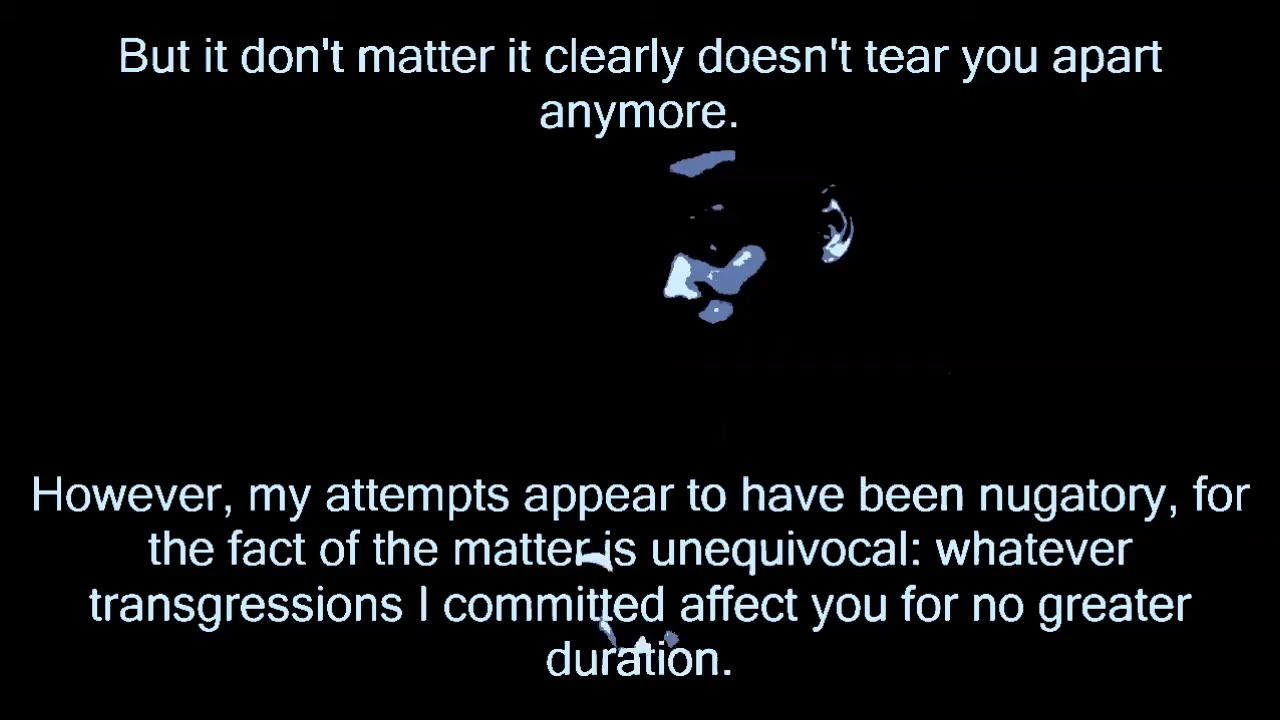 But it don't matter it clearly doesn't tear you apart
anymore.
However, my attempts appear to have been nugatory, for
the fact of the matter is unequivocal: whatever
transgressions I committed affect you for no greater
duration.